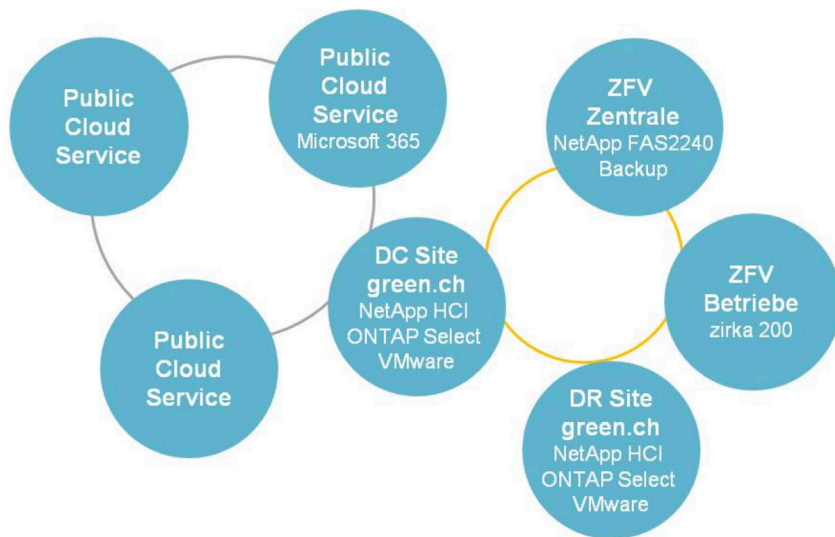 Public
Cloud
Service
Public
Cloud
Service
Microsoft 365
ZFV
Zentrale
NetApp FAS2240
Backup
DC Site
green.ch
NetApp HCI
ONTAP Select
VMware
ZFV
Betriebe
zirka 200
Public
Cloud
Service
DR Site
green.ch
NetApp HCI
ONTAP Select
VMware